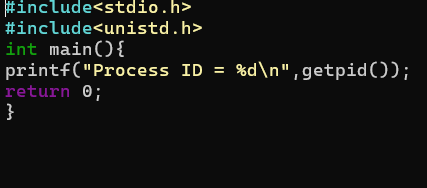 #include<stdio.h>
#include<unistd.h>
int main(){
printf("Process ID = %d\n",getpid());
return 0;
}